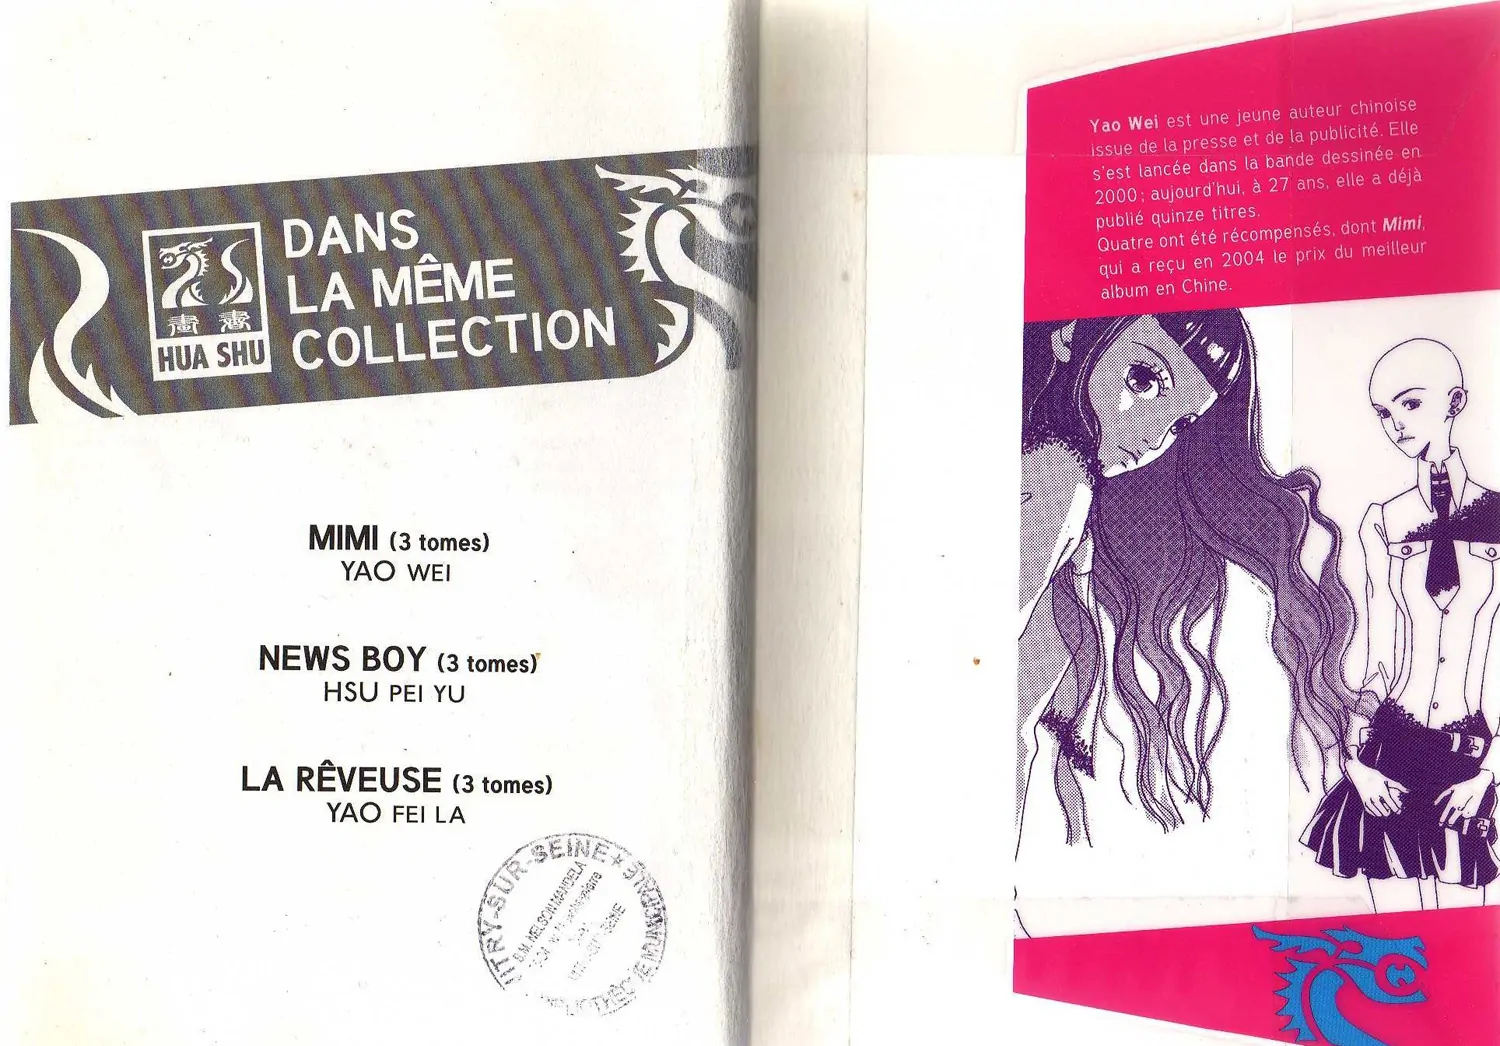 DANS
LA MÊME
COLLECTION
畫書
HUA SHU
MIMI (3 tomes)
YAO WEI
NEWS BOY (3 tomes)
HSU PEI YU
LA RÊVEUSE (3 tomes)
YAO FEI LA
ITRY-SUR-SEINE★
MUNICIPALE
B.M. NELSON MANDELA
Yao Wei est une jeune auteur chinoise
issue de la presse et de la publicité. Elle
s'est lancée dans la bande dessinée en
2000 ; aujourd'hui, à 27 ans, elle a déjà
publié quinze titres.
Quatre ont été récompensés, dont Mimi,
qui a reçu en 2004 le prix du meilleur
album en Chine.